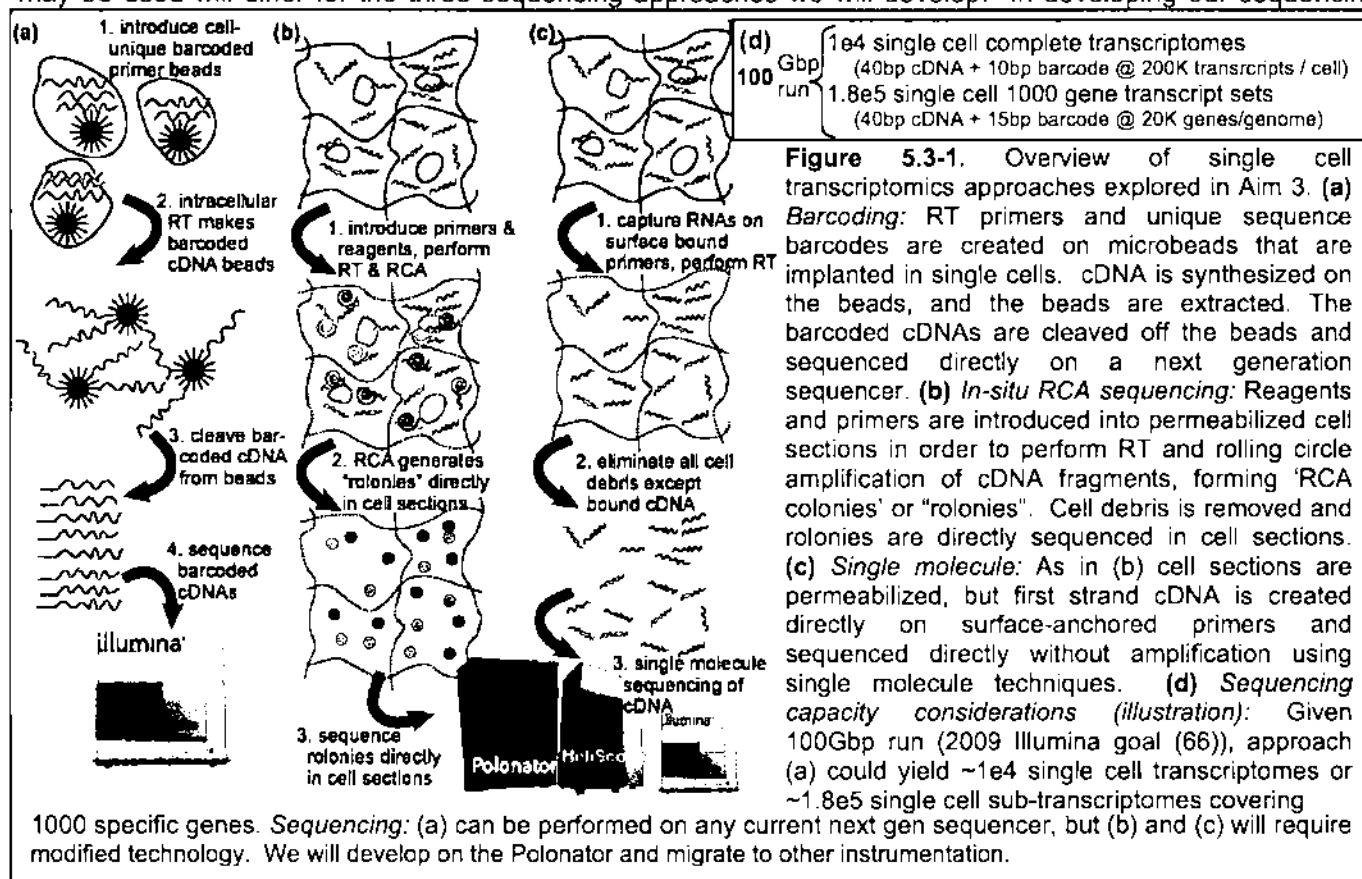 may be used will differ for the three sequencing approaches we will develop. In developing our sequencing
(a)
1. introduce cell-
unique barcoded
primer beads
2. intracellular
RT makes
barcoded
cDNA beads
3. cleave bar-
coded cDNA
from beads
4. sequence
barcoded
cDNAs
illumina
(b)
1. introduce primers &
reagents, perform
RT & RCA
2. RCA generates
"rolonies" directly
in cell sections
3. sequence
rolonies directly
in cell sections
Polonator
(c)
1. capture RNAs on
surface bound
primers, perform RT
2. eliminate all cell
debris except
bound cDNA
3. single molecule
sequencing of
cDNA
illumina
(d)
100 Gbp
run
1e4 single cell complete transcriptomes
(40bp cDNA + 10bp barcode @ 200K transrcripts / cell)
1.8e5 single cell 1000 gene transcript sets
(40bp cDNA + 15bp barcode @ 20K genes/genome)
Figure 5.3-1. Overview of single cell
transcriptomics approaches explored in Aim 3. (a)
Barcoding: RT primers and unique sequence
barcodes are created on microbeads that are
implanted in single cells. cDNA is synthesized on
the beads, and the beads are extracted. The
barcoded cDNAs are cleaved off the beads and
sequenced directly on a next generation
sequencer. (b) In-situ RCA sequencing: Reagents
and primers are introduced into permeabilized cell
sections in order to perform RT and rolling circle
amplification of cDNA fragments, forming 'RCA
colonies' or "rolonies". Cell debris is removed and
rolonies are directly sequenced in cell sections.
(c) Single molecule: As in (b) cell sections are
permeabilized, but first strand cDNA is created
directly on surface-anchored primers and
sequenced directly without amplification using
single molecule techniques. (d) Sequencing
capacity considerations (illustration): Given
100Gbp run (2009 Illumina goal (66)), approach
(a) could yield ~1e4 single cell transcriptomes or
~1.8e5 single cell sub-transcriptomes covering
1000 specific genes. Sequencing: (a) can be performed on any current next gen sequencer, but (b) and (c) will require
modified technology. We will develop on the Polonator and migrate to other instrumentation.